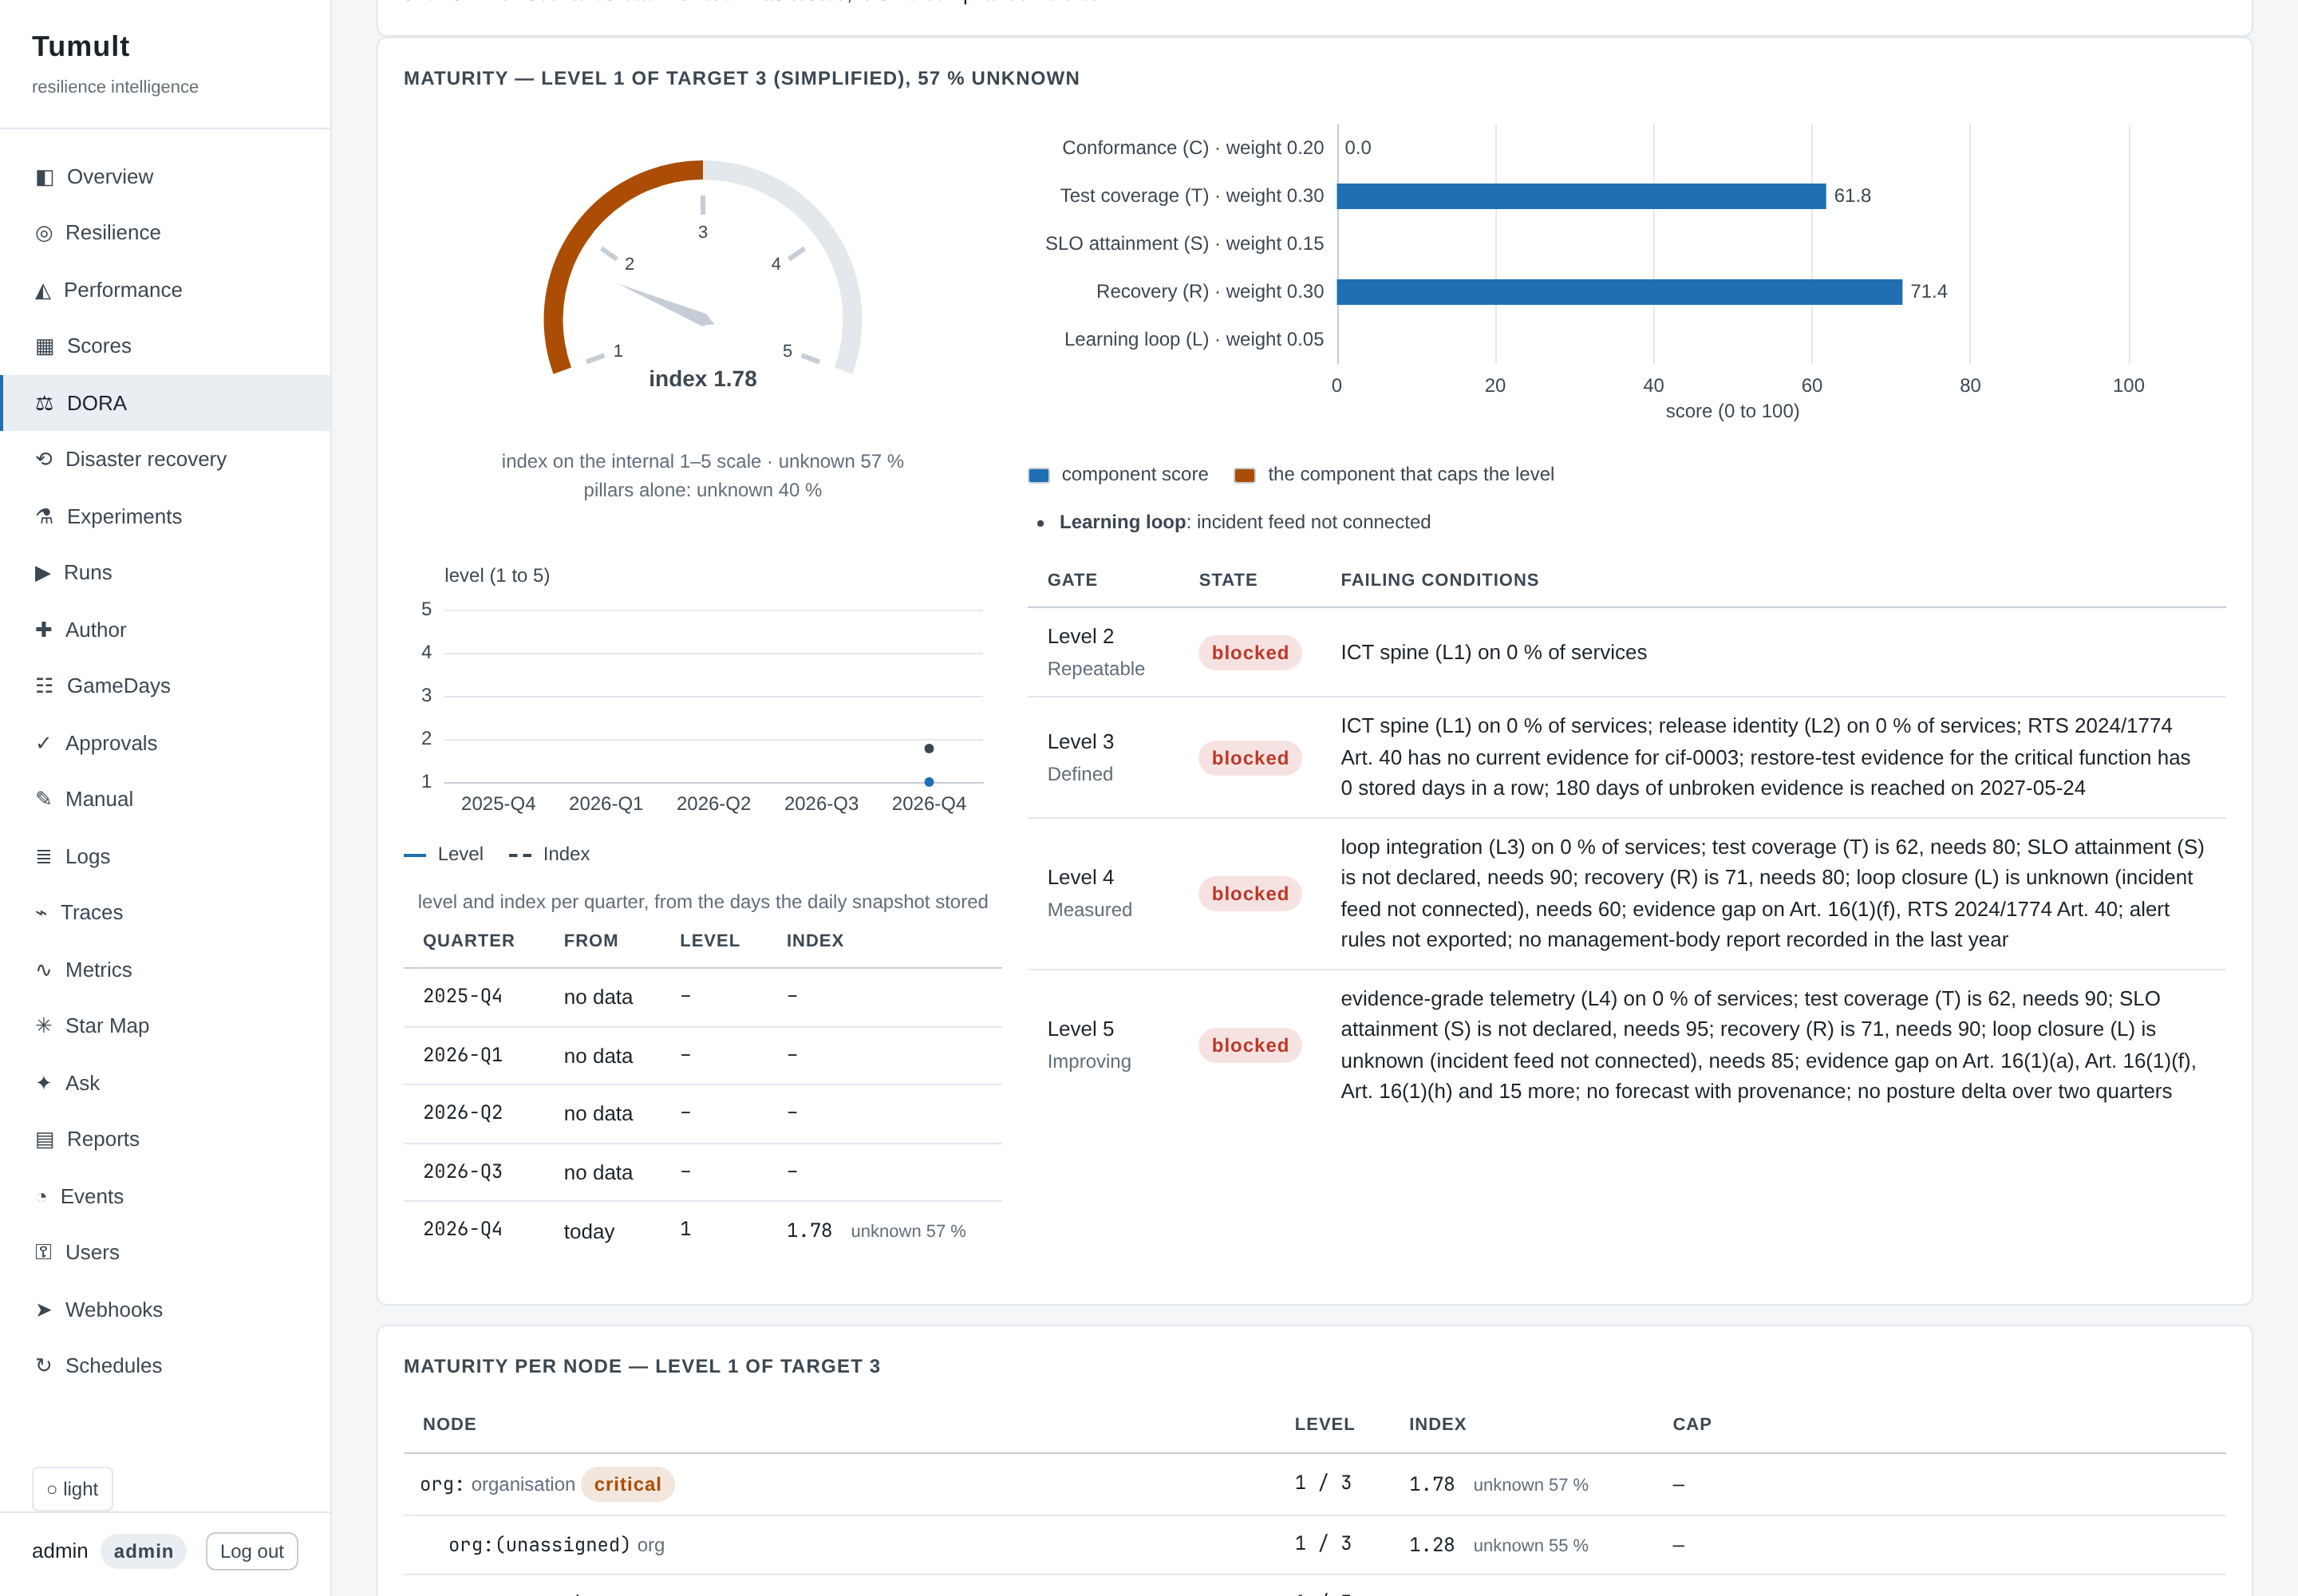 Tumult
resilience intelligence
Overview
Resilience
Performance
Scores
DORA
Disaster recovery
Experiments
Runs
Author
GameDays
Approvals
Manual
Logs
Traces
Metrics
Star Map
Ask
Reports
Events
Users
Webhooks
Schedules
light
admin admin Log out
MATURITY — LEVEL 1 OF TARGET 3 (SIMPLIFIED), 57 % UNKNOWN
1
2
3
4
5
index 1.78
index on the internal 1–5 scale · unknown 57 %
pillars alone: unknown 40 %
Conformance (C) · weight 0.20 0.0
Test coverage (T) · weight 0.30 61.8
SLO attainment (S) · weight 0.15
Recovery (R) · weight 0.30 71.4
Learning loop (L) · weight 0.05
0 20 40 60 80 100
score (0 to 100)
component score the component that caps the level
• Learning loop: incident feed not connected
level (1 to 5)
5
4
3
2
1
2025-Q4 2026-Q1 2026-Q2 2026-Q3 2026-Q4
Level Index
level and index per quarter, from the days the daily snapshot stored
QUARTER FROM LEVEL INDEX
2025-Q4 no data – –
2026-Q1 no data – –
2026-Q2 no data – –
2026-Q3 no data – –
2026-Q4 today 1 1.78 unknown 57 %
GATE STATE FAILING CONDITIONS
Level 2
Repeatable
blocked
ICT spine (L1) on 0 % of services
Level 3
Defined
blocked
ICT spine (L1) on 0 % of services; release identity (L2) on 0 % of services; RTS 2024/1774
Art. 40 has no current evidence for cif-0003; restore-test evidence for the critical function has
0 stored days in a row; 180 days of unbroken evidence is reached on 2027-05-24
Level 4
Measured
blocked
loop integration (L3) on 0 % of services; test coverage (T) is 62, needs 80; SLO attainment (S)
is not declared, needs 90; recovery (R) is 71, needs 80; loop closure (L) is unknown (incident
feed not connected), needs 60; evidence gap on Art. 16(1)(f), RTS 2024/1774 Art. 40; alert
rules not exported; no management-body report recorded in the last year
Level 5
Improving
blocked
evidence-grade telemetry (L4) on 0 % of services; test coverage (T) is 62, needs 90; SLO
attainment (S) is not declared, needs 95; recovery (R) is 71, needs 90; loop closure (L) is
unknown (incident feed not connected), needs 85; evidence gap on Art. 16(1)(a), Art. 16(1)(f),
Art. 16(1)(h) and 15 more; no forecast with provenance; no posture delta over two quarters
MATURITY PER NODE — LEVEL 1 OF TARGET 3
NODE LEVEL INDEX CAP
org: organisation critical 1 / 3 1.78 unknown 57 % —
org:(unassigned) org 1 / 3 1.28 unknown 55 % —